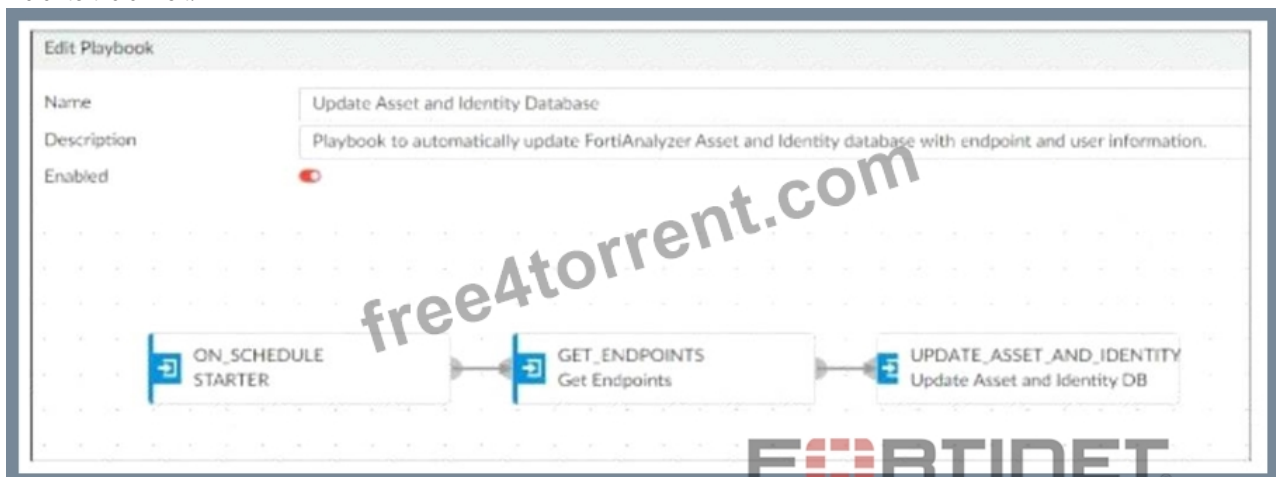 Edit Playbook
Name Update Asset and Identity Database
Description Playbook to automatically update FortiAnalyzer Asset and Identity database with endpoint and user information.
Enabled
free4torrent.com
ON_SCHEDULE
STARTER
GET_ENDPOINTS
Get Endpoints
UPDATE_ASSET_AND_IDENTITY
Update Asset and Identity DB
FORTINET